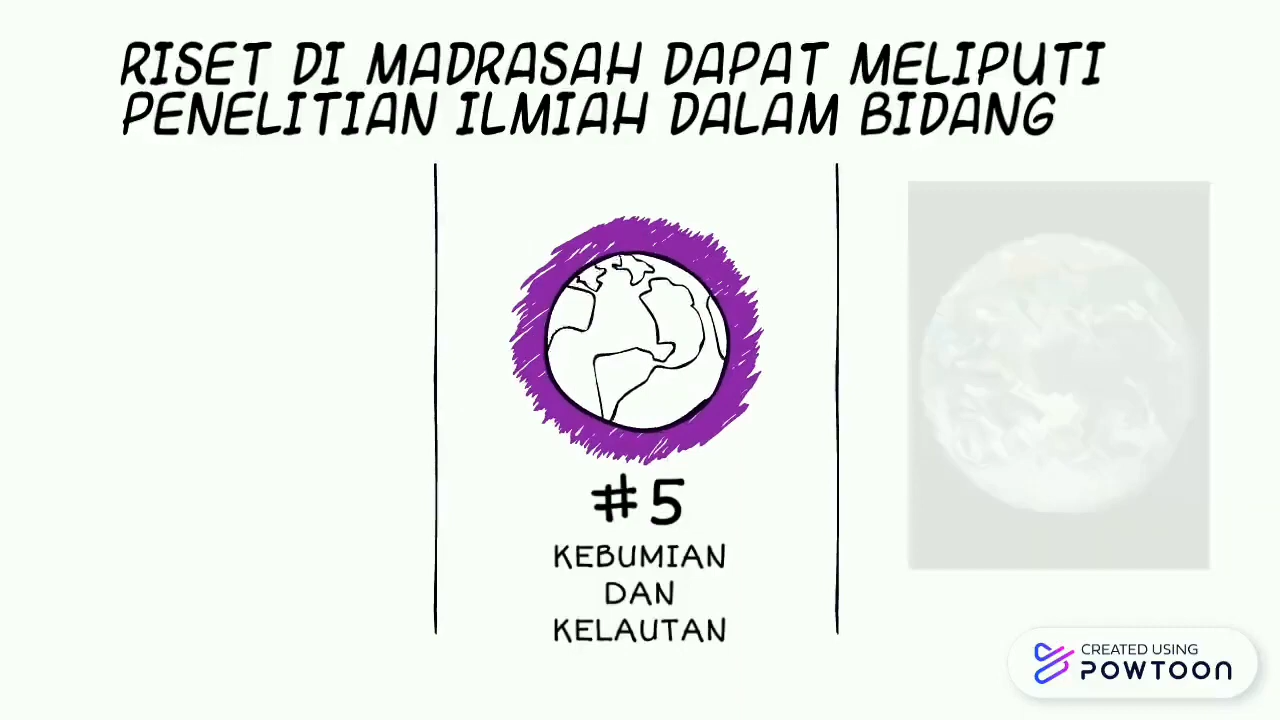 RISET DI MADRASAH DAPAT MELIPUTI
PENELITIAN ILMIAH DALAM BIDANG
#5
KEBUMIAN
DAN
KELAUTAN
CREATED USING
POWTOON